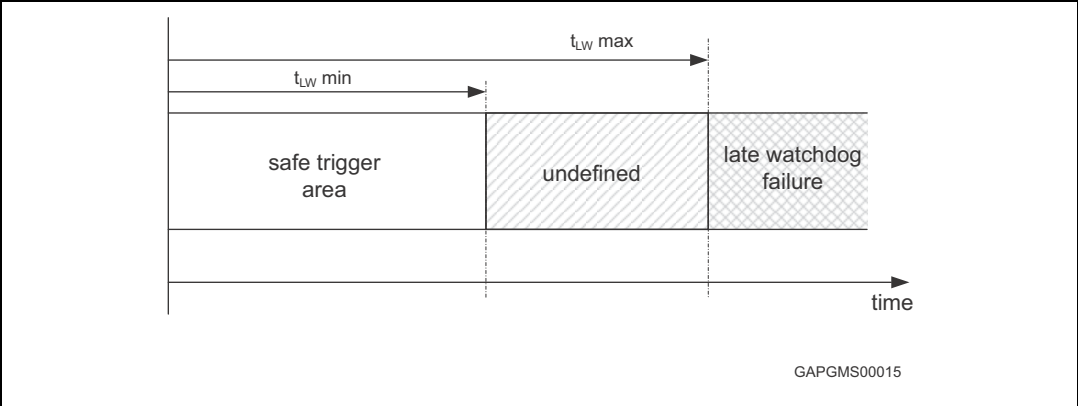 t_LW max
t_LW min
safe trigger
area
undefined
late watchdog
failure
time
GAPGMS00015